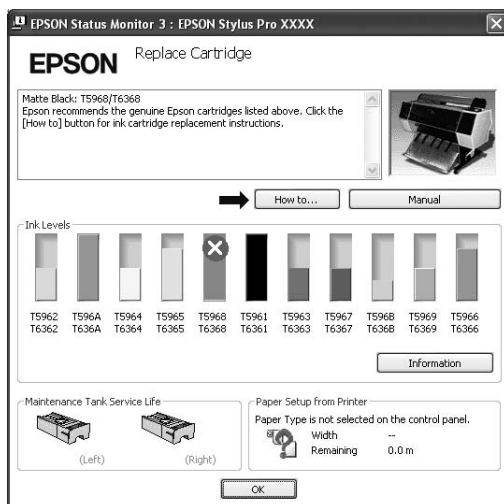 EPSON Status Monitor 3 : EPSON Stylus Pro XXXX
EPSON
Replace Cartridge
Matte Black: T5968/T6368
Epson recommends the genuine Epson cartridges listed above. Click the
[How to] button for ink cartridge replacement instructions.
How to...
Manual
Ink Levels
T5962 T596A T5964 T5965 T5968 T5961 T5963 T5967 T596B T5969 T5966
T6362 T636A T6364 T6365 T6368 T6361 T6363 T6367 T636B T6369 T6366
Information
Maintenance Tank Service Life
(Left)
(Right)
Paper Setup from Printer
Paper Type is not selected on the control panel.
Width --
Remaining 0.0 m
OK